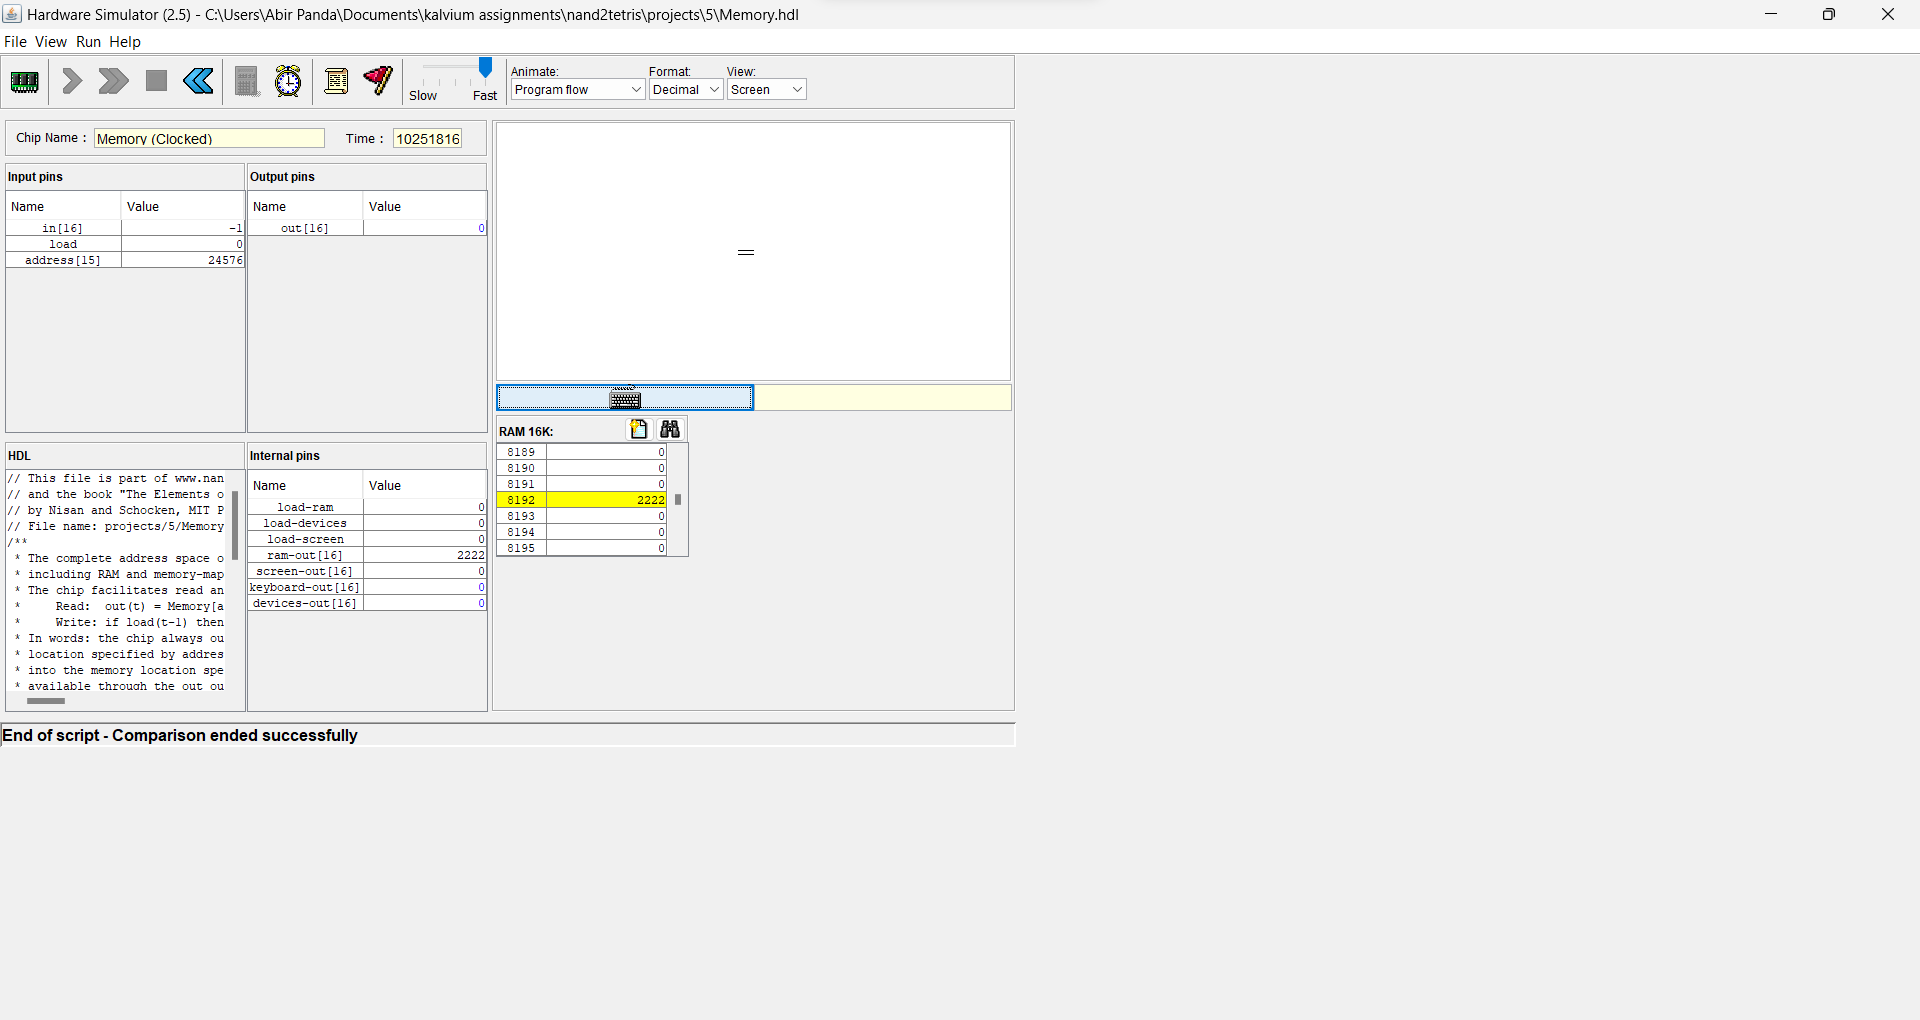 Hardware Simulator (2.5) - C:\Users\Abir Panda\Documents\kalvium assignments\nand2tetris\projects\5\Memory.hdl
File View Run Help
Slow Fast
Animate: Format: View:
Program flow Decimal Screen
Chip Name : Memory (Clocked) Time : 10251816
Input pins
Name Value
in[16] -1
load 0
address[15] 24576
Output pins
Name Value
out[16] 0
HDL
// This file is part of www.nan
// and the book "The Elements o
// by Nisan and Schocken, MIT P
// File name: projects/5/Memory
/**
* The complete address space o
* including RAM and memory-map
* The chip facilitates read an
* Read: out(t) = Memory[a
* Write: if load(t-1) then
* In words: the chip always ou
* location specified by addres
* into the memory location spe
* available through the out ou
Internal pins
Name Value
load-ram 0
load-devices 0
load-screen 0
ram-out[16] 2222
screen-out[16] 0
keyboard-out[16] 0
devices-out[16] 0
RAM 16K:
8189 0
8190 0
8191 0
8192 2222
8193 0
8194 0
8195 0
End of script - Comparison ended successfully